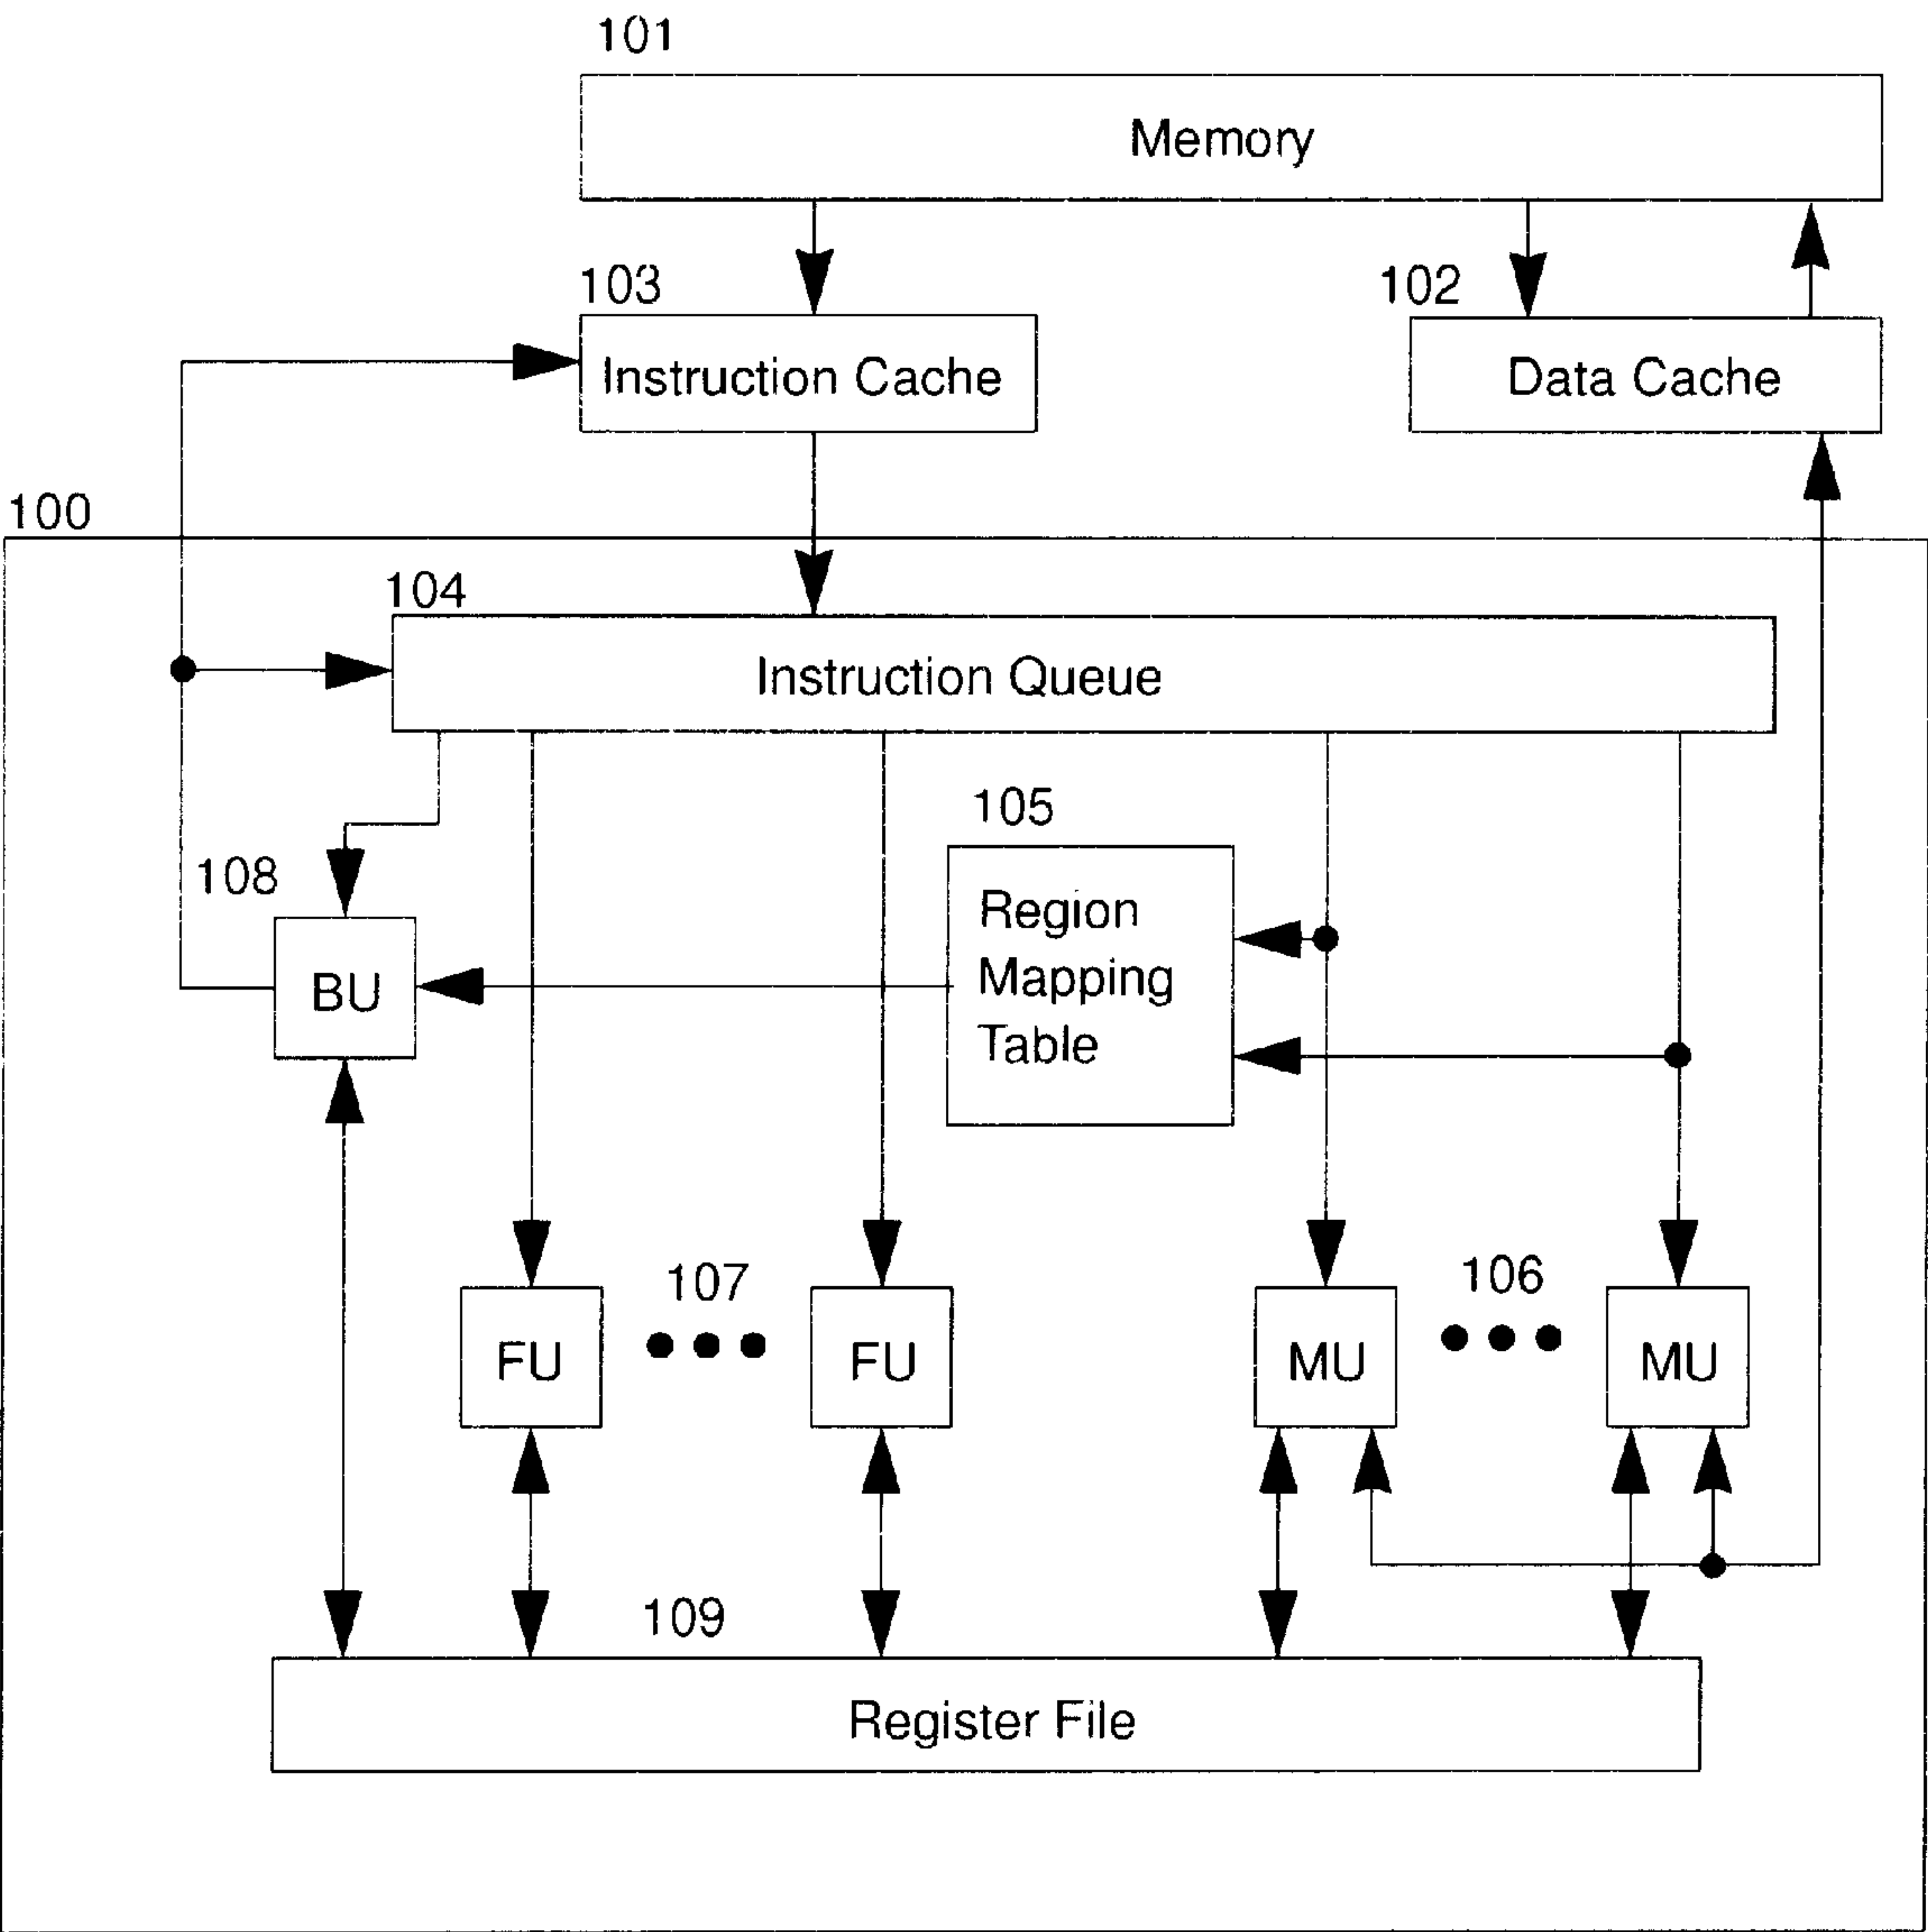 101
Memory
103
102
Instruction Cache
Data Cache
100
104
Instruction Queue
105
108
Region
Mapping
Table
BU
107
106
FU
FU
MU
MU
109
Register File